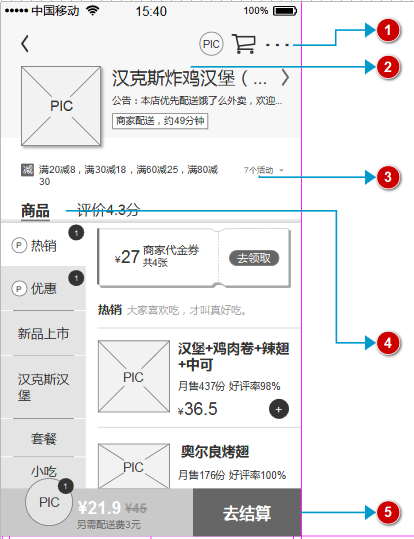 中国移动 15:40 100%
PIC
1
PIC
汉克斯炸鸡汉堡（...
2
公告：本店优先配送饿了么外卖，欢迎...
商家配送，约49分钟
减 满20减8，满30减18，满60减25，满80减
30
7个活动
3
商品 评价4.3分
P 热销 1
¥27 商家代金券
共4张
去领取
P 优惠 1
热销 大家喜欢吃，才叫真好吃。
新品上市
PIC
汉堡+鸡肉卷+辣翅
+中可
4
汉克斯汉
堡
月售437份 好评率98%
¥36.5 +
套餐
PIC
奥尔良烤翅
小吃
月售176份 好评率100%
PIC 1
¥21.9 ¥45
月需配送费3元
去结算
5